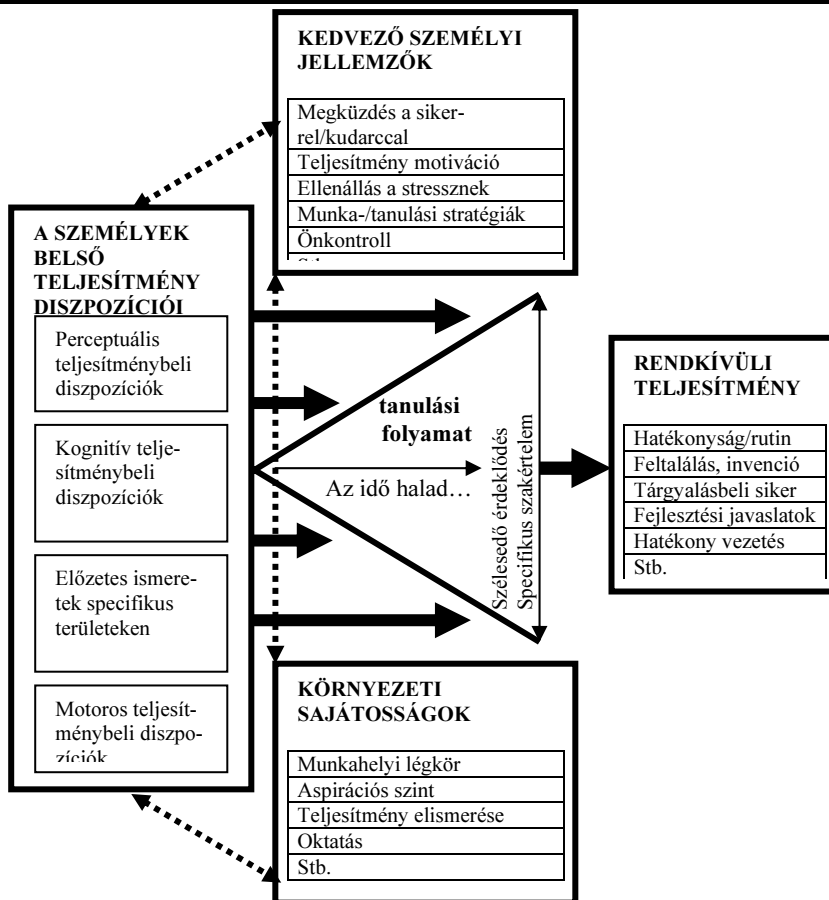 KEDVEZŐ SZEMÉLYI
JELLEMZŐK
Megküzdés a siker-
rel/kudarccal
Teljesítmény motiváció
Ellenállás a stressznek
Munka-/tanulási stratégiák
Önkontroll
A SZEMÉLYEK
BELSŐ
TELJESÍTMÉNY
DISZPOZÍCIÓI
Perceptuális
teljesítménybeli
diszpozíciók
Kognitív telje-
sítménybeli
diszpozíciók
Előzetes ismere-
tek specifikus
területeken
Motoros teljesít-
ménybeli diszpo-
zíciók
tanulási
folyamat
Az idő halad…
Szélesedő érdeklődés
Specifikus szakértelem
RENDKÍVÜLI
TELJESÍTMÉNY
Hatékonyság/rutin
Feltalálás, invenció
Tárgyalásbeli siker
Fejlesztési javaslatok
Hatékony vezetés
Stb.
KÖRNYEZETI
SAJÁTOSSÁGOK
Munkahelyi légkör
Aspirációs szint
Teljesítmény elismerése
Oktatás
Stb.